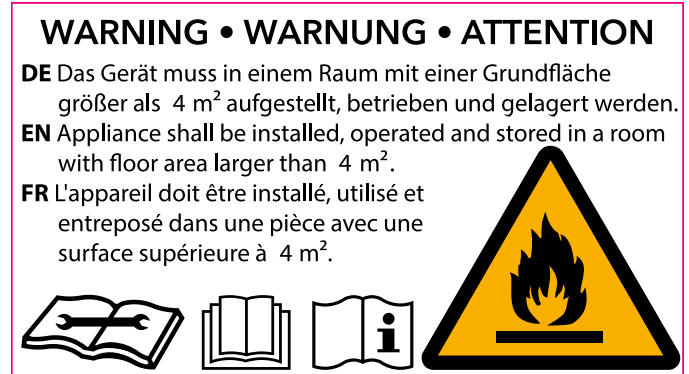 WARNING • WARNUNG • ATTENTION
DE Das Gerät muss in einem Raum mit einer Grundfläche
größer als 4 m² aufgestellt, betrieben und gelagert werden.
EN Appliance shall be installed, operated and stored in a room
with floor area larger than 4 m².
FR L'appareil doit être installé, utilisé et
entreposé dans une pièce avec une
surface supérieure à 4 m².
i